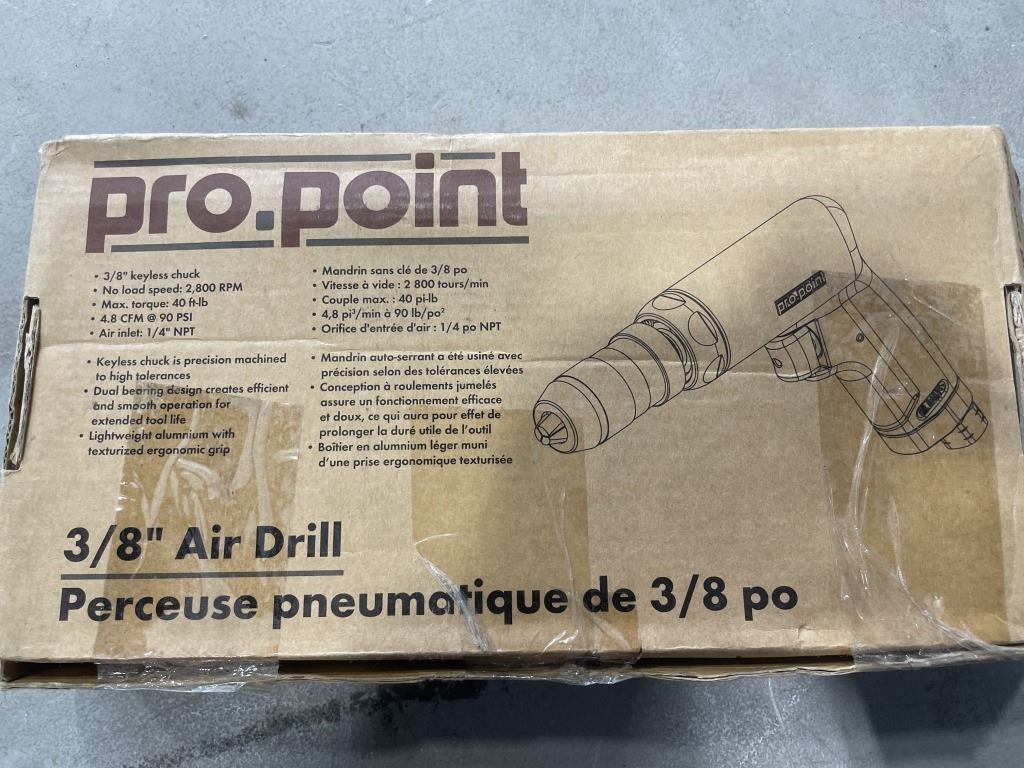 pro.point
• 3/8" keyless chuck
• No load speed: 2,800 RPM
• Max. torque: 40 ft-lb
• 4.8 CFM @ 90 PSI
• Air inlet: 1/4" NPT
• Keyless chuck is precision machined
to high tolerances
• Dual bearing design creates efficient
and smooth operation for
extended tool life
• Lightweight alumnium with
texturized ergonomic grip
• Mandrin sans clé de 3/8 po
• Vitesse à vide : 2 800 tours/min
• Couple max. : 40 pi-lb
• 4,8 pi³/min à 90 lb/po²
• Orifice d'entrée d'air : 1/4 po NPT
• Mandrin auto-serrant a été usiné avec
précision selon des tolérances élevées
• Conception à roulements jumelés
assure un fonctionnement efficace
et doux, ce qui aura pour effet de
prolonger la duré utile de l'outil
• Boîtier en alumnium léger muni
d'une prise ergonomique texturisée
pro.point
3/8" Air Drill
Perceuse pneumatique de 3/8 po